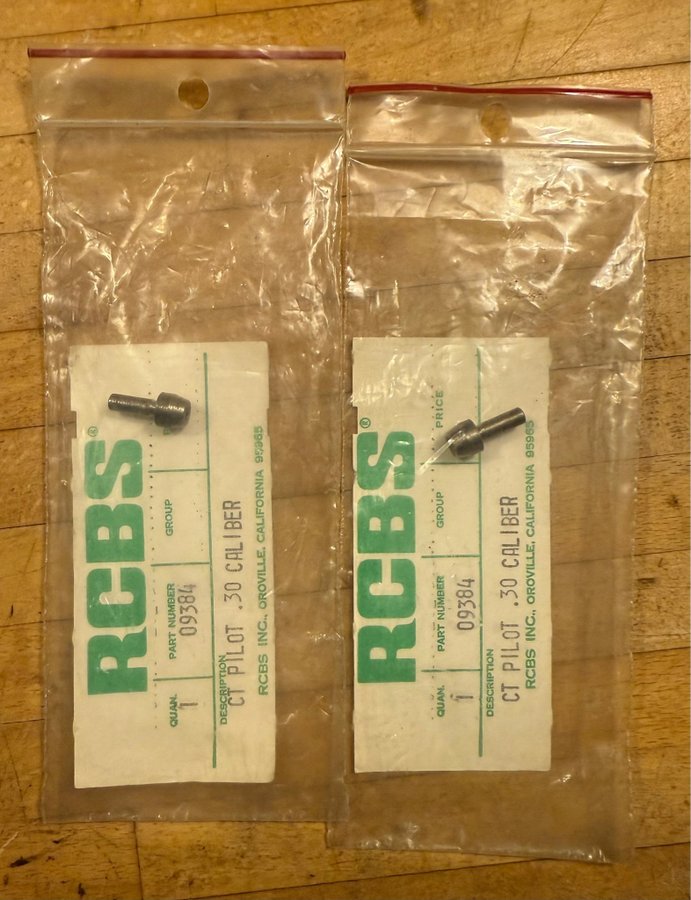 RCBS®
GROUP
QUAN.
PART NUMBER
1
09384
DESCRIPTION
CT PILOT .30 CALIBER
RCBS INC., OROVILLE, CALIFORNIA 95965
RCBS®
PRICE
GROUP
QUAN.
PART NUMBER
1
09384
DESCRIPTION
CT PILOT .30 CALIBER
RCBS INC., OROVILLE, CALIFORNIA 95965